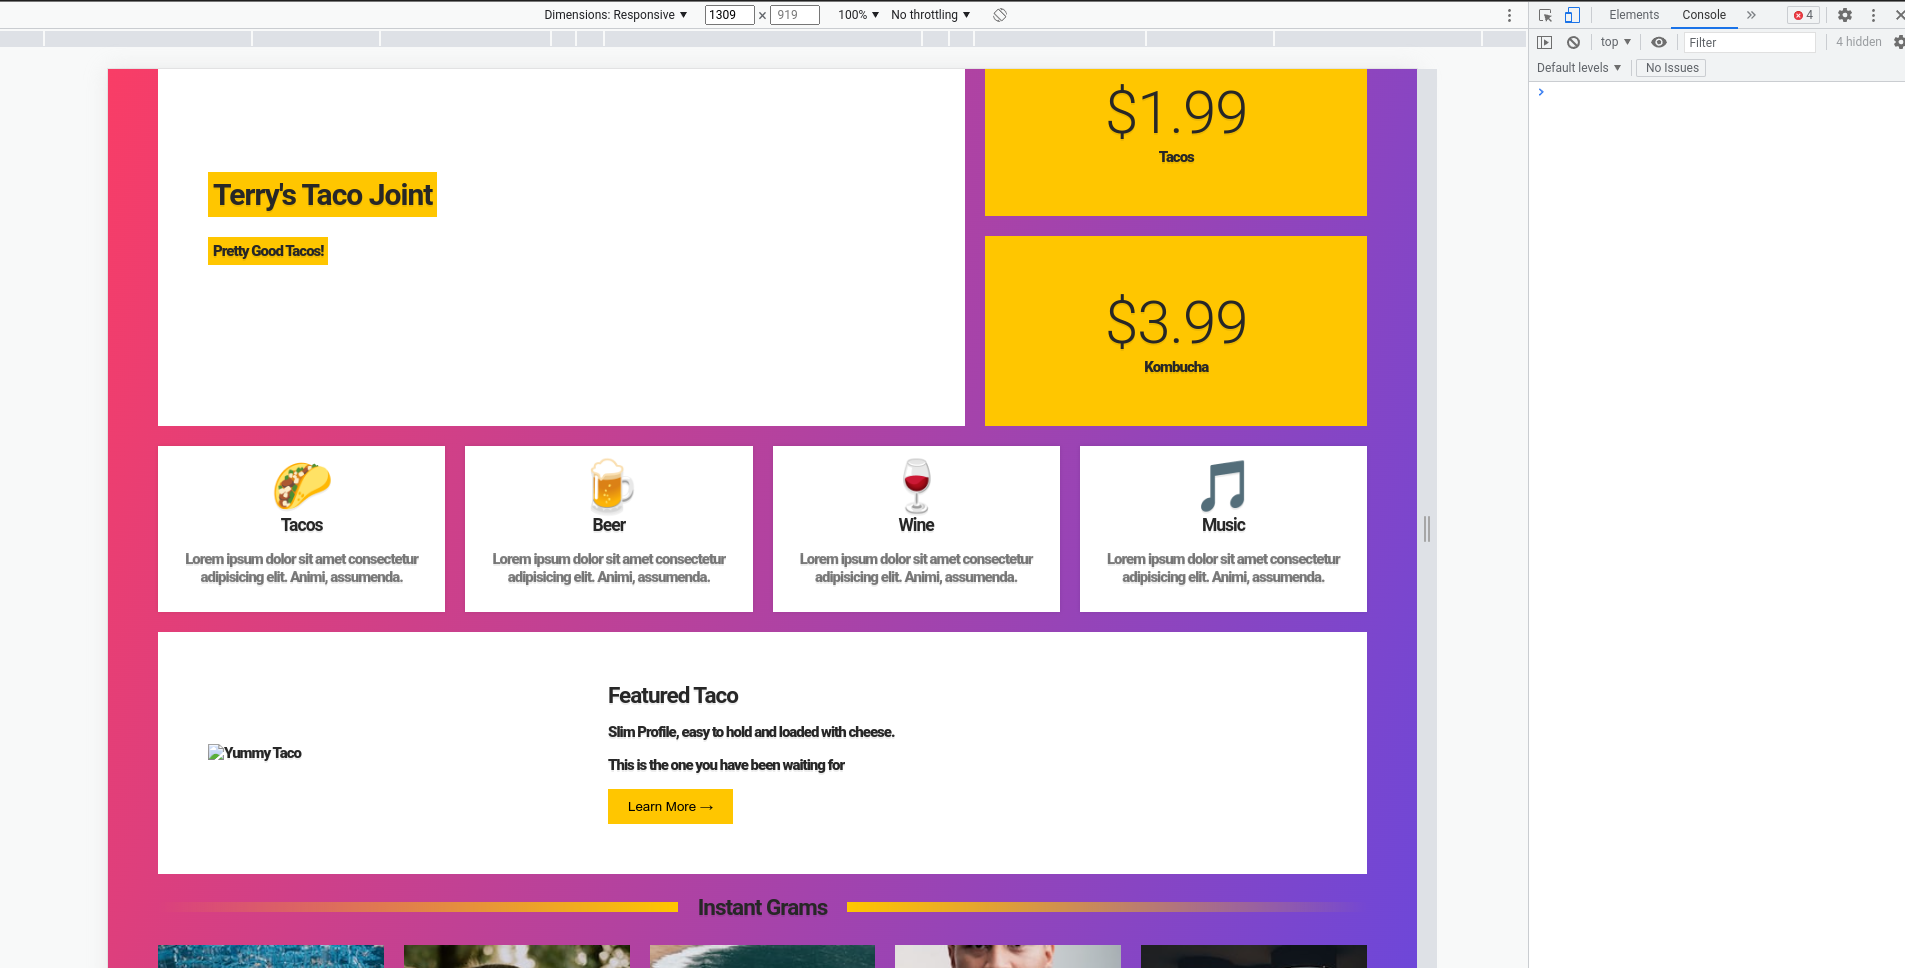 Dimensions: Responsive ▼ 1309 × 919 100% ▼ No throttling ▼
Elements Console » 4
top ▼ Filter 4 hidden
Default levels ▼ No Issues
›
$1.99
Tacos
Terry's Taco Joint
Pretty Good Tacos!
$3.99
Kombucha
Tacos
Lorem ipsum dolor sit amet consectetur
adipisicing elit. Animi, assumenda.
Beer
Lorem ipsum dolor sit amet consectetur
adipisicing elit. Animi, assumenda.
Wine
Lorem ipsum dolor sit amet consectetur
adipisicing elit. Animi, assumenda.
Music
Lorem ipsum dolor sit amet consectetur
adipisicing elit. Animi, assumenda.
Yummy Taco
Featured Taco
Slim Profile, easy to hold and loaded with cheese.
This is the one you have been waiting for
Learn More →
Instant Grams